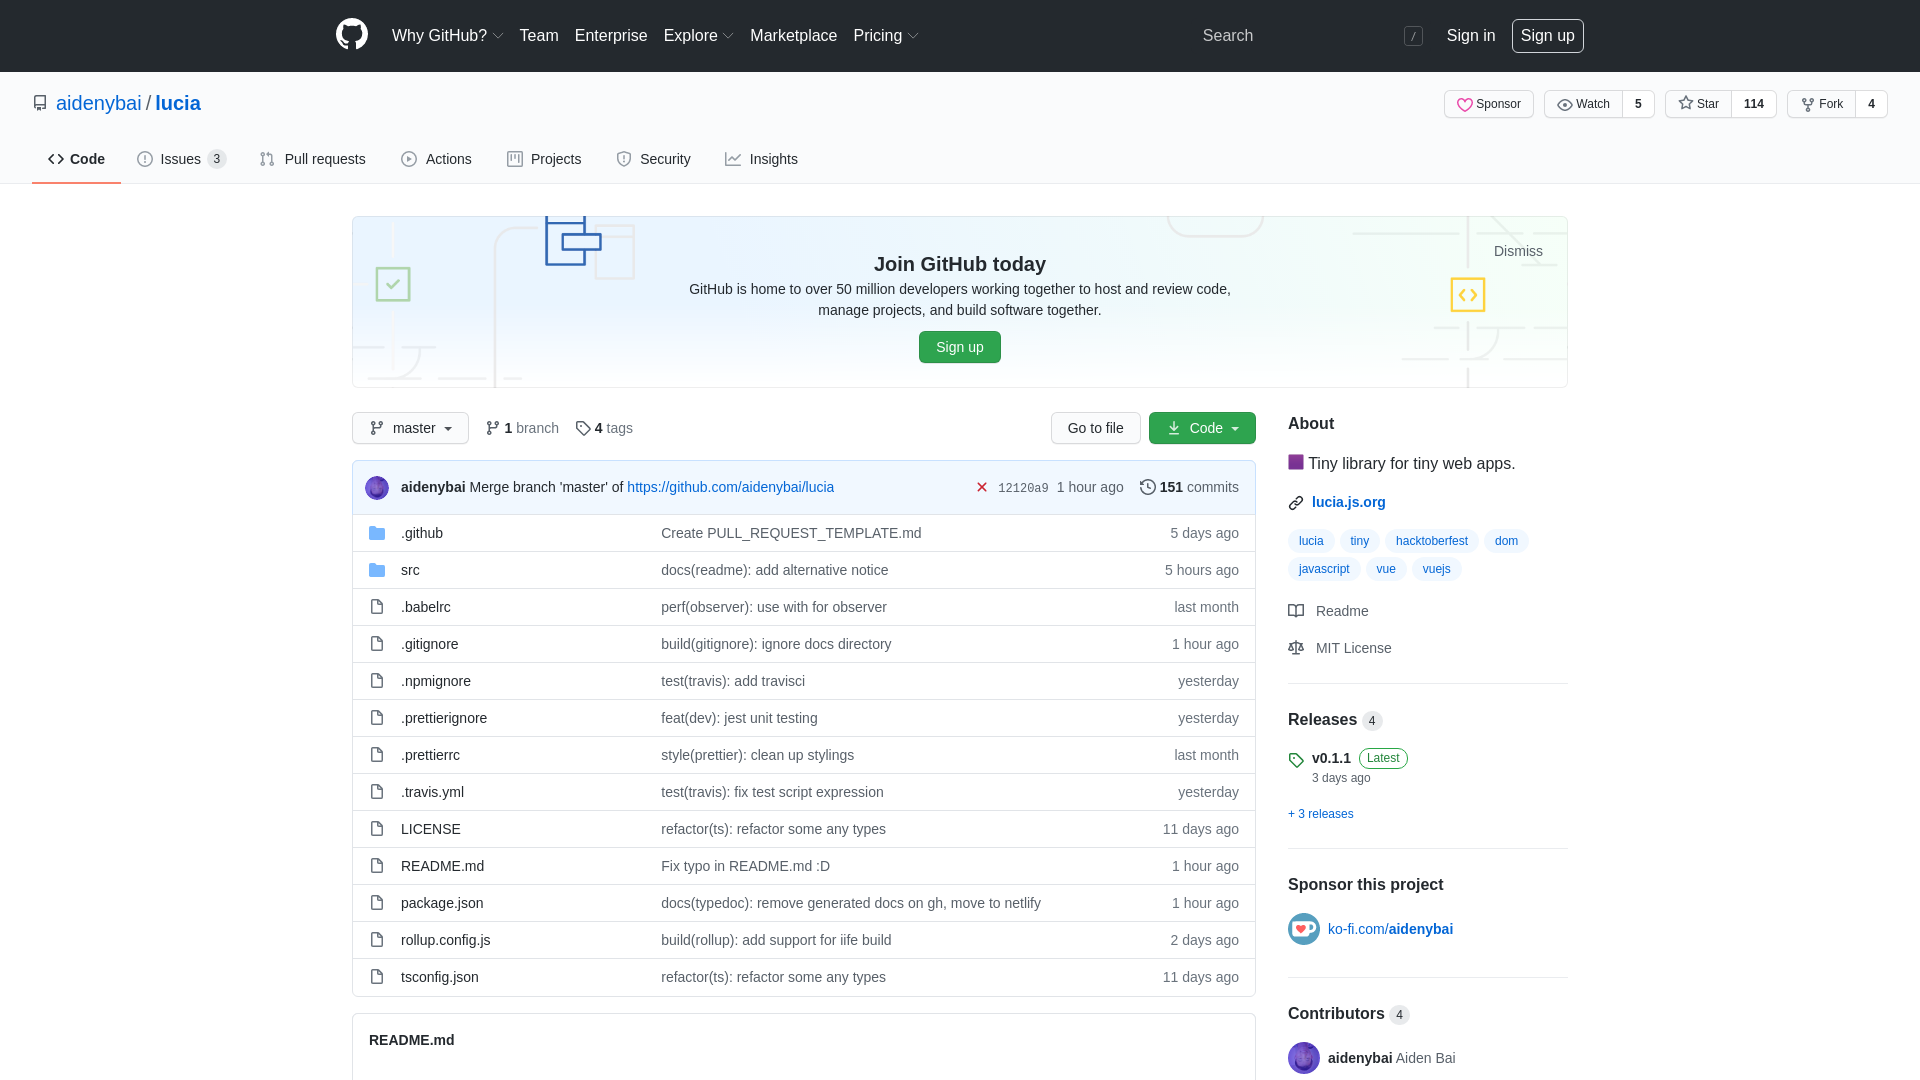 Why GitHub? Team Enterprise Explore Marketplace Pricing Search / Sign in Sign up
aidenybai / lucia Sponsor Watch 5 Star 114 Fork 4
Code Issues 3 Pull requests Actions Projects Security Insights
Dismiss
Join GitHub today
GitHub is home to over 50 million developers working together to host and review code,
manage projects, and build software together.
Sign up
master 1 branch 4 tags Go to file Code
aidenybai Merge branch 'master' of https://github.com/aidenybai/lucia 12120a9 1 hour ago 151 commits
.github Create PULL_REQUEST_TEMPLATE.md 5 days ago
src docs(readme): add alternative notice 5 hours ago
.babelrc perf(observer): use with for observer last month
.gitignore build(gitignore): ignore docs directory 1 hour ago
.npmignore test(travis): add travisci yesterday
.prettierignore feat(dev): jest unit testing yesterday
.prettierrc style(prettier): clean up stylings last month
.travis.yml test(travis): fix test script expression yesterday
LICENSE refactor(ts): refactor some any types 11 days ago
README.md Fix typo in README.md :D 1 hour ago
package.json docs(typedoc): remove generated docs on gh, move to netlify 1 hour ago
rollup.config.js build(rollup): add support for iife build 2 days ago
tsconfig.json refactor(ts): refactor some any types 11 days ago
README.md
About
Tiny library for tiny web apps.
lucia.js.org
lucia tiny hacktoberfest dom
javascript vue vuejs
Readme
MIT License
Releases 4
v0.1.1 Latest
3 days ago
+ 3 releases
Sponsor this project
ko-fi.com/aidenybai
Contributors 4
aidenybai Aiden Bai